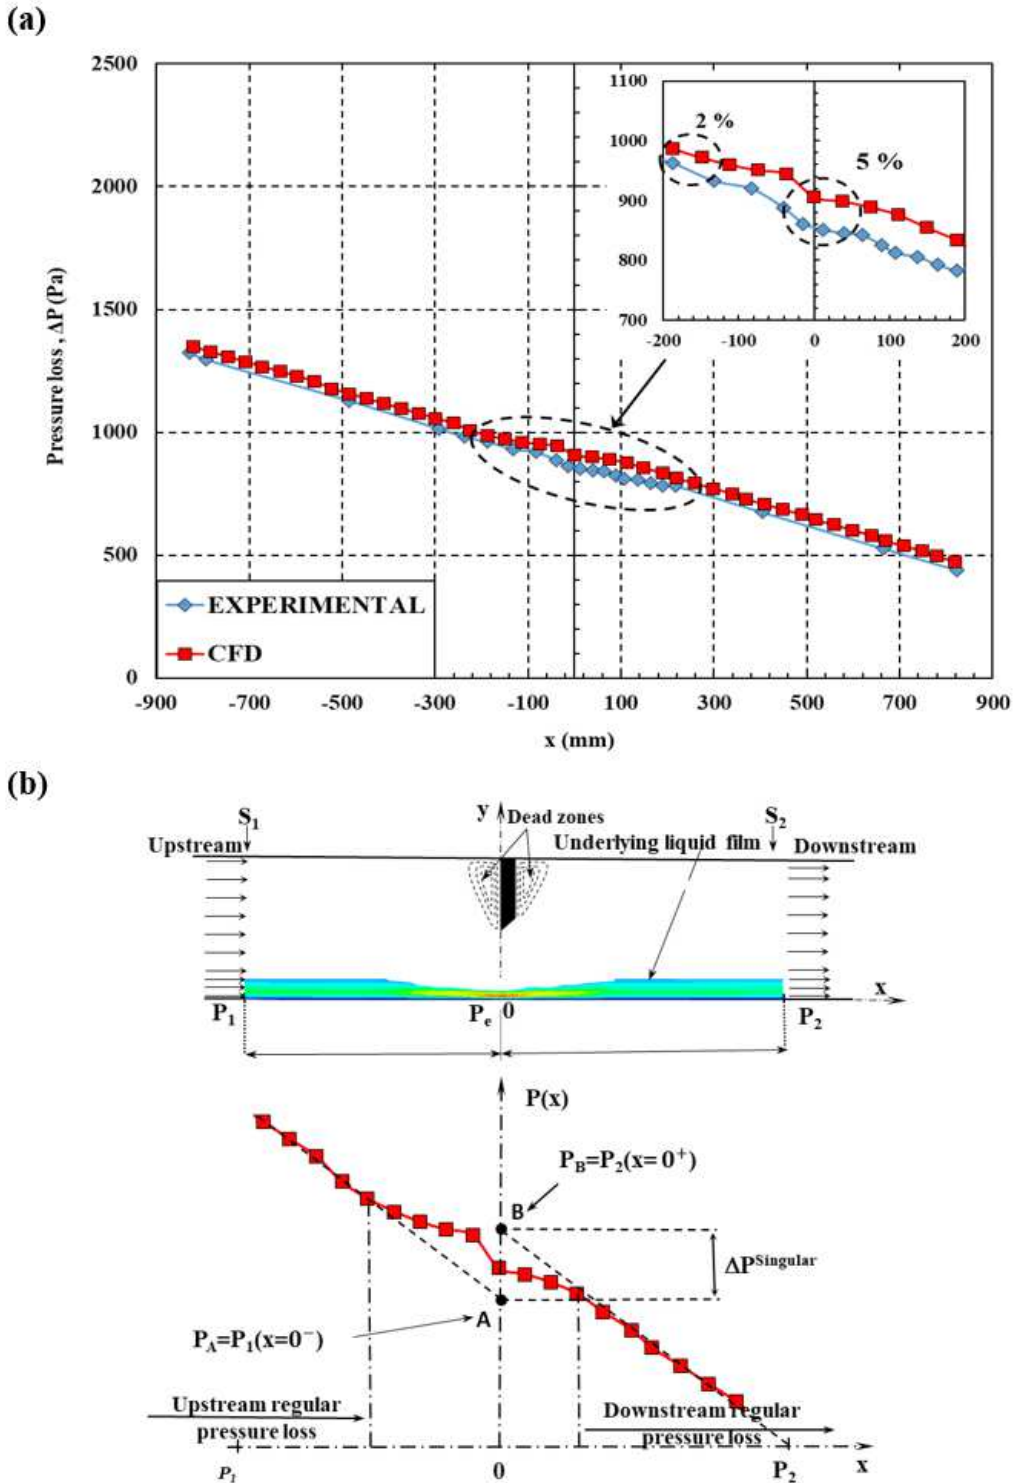 (a)
2500
2000
1500
1000
500
0
Pressure loss , ΔP (Pa)
-900 -700 -500 -300 -100 100 300 500 700 900
x (mm)
EXPERIMENTAL
CFD
1100
1000
900
800
700
-200 -100 0 100 200
2 %
5 %
(b)
S1 y Dead zones S2
Upstream Underlying liquid film Downstream
x
P1 Pe 0 P2
P(x)
PB=P2(x=0+)
B
ΔPSingular
A
PA=P1(x=0−)
Upstream regular
pressure loss
Downstream regular
pressure loss
P1 0 P2 x